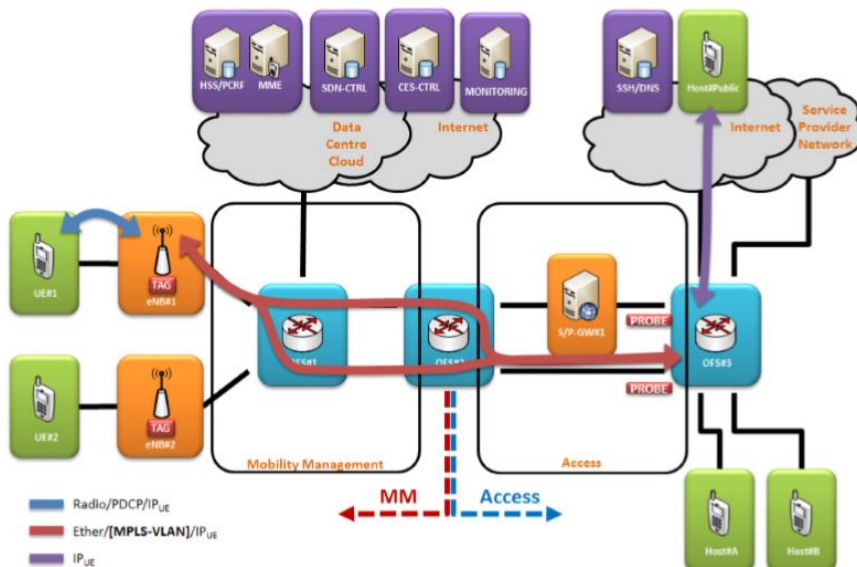 HSS/PCRF
MME
SDN-CTRL
CES-CTRL
MONITORING
SSH/DNS
Host#Public
Data
Centre
Cloud
Internet
Internet
Service
Provider
Network
UE#1
TAG
eNB#1
OFS#1
OFS#2
S/P-GW#1
PROBE
OFS#3
PROBE
UE#2
TAG
eNB#2
Mobility Management
Access
MM
Access
Radio/PDCP/IPUE
Ether/[MPLS-VLAN]/IPUE
IPUE
Host#A
Host#B